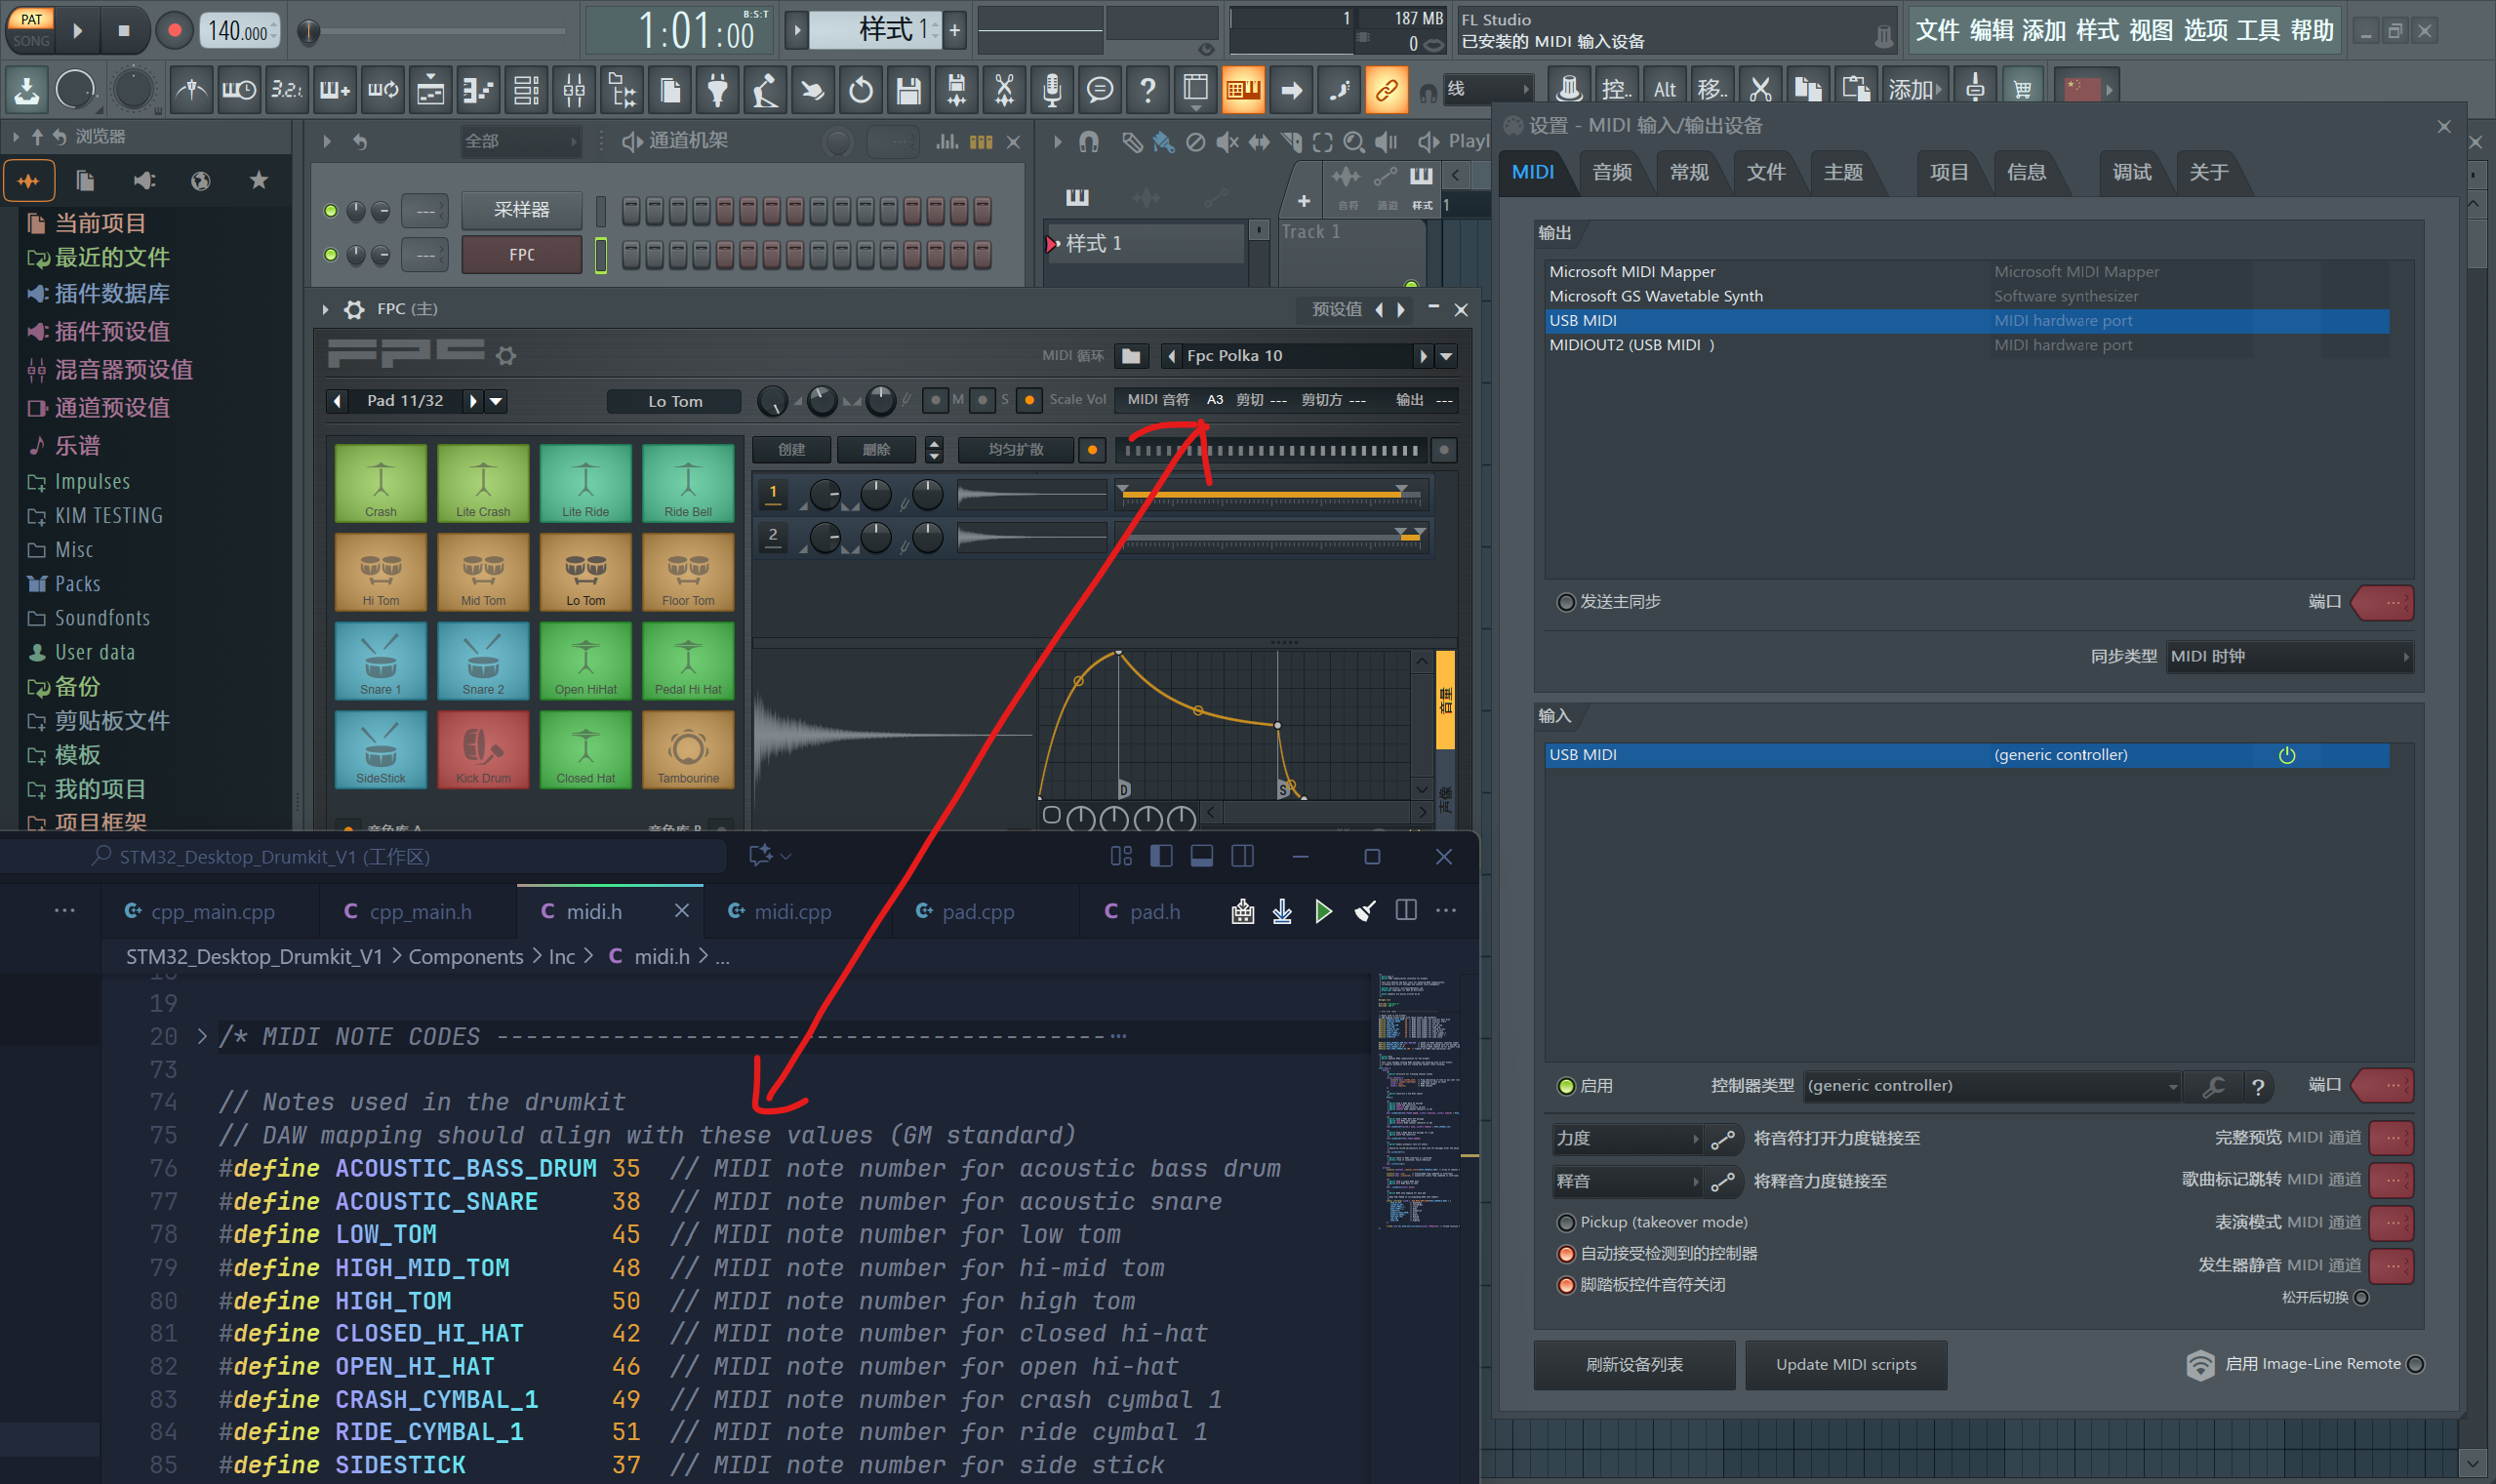 PAT
SONG
140.000
1:01:00
B:S:T
样式 1
1
187 MB
0
FL Studio
已安装的 MIDI 输入设备
文件 编辑 添加 样式 视图 选项 工具 帮助
3.2.
线
控..
Alt
移..
添加
浏览器
全部
通道机架
Playl
当前项目
最近的文件
插件数据库
插件预设值
混音器预设值
通道预设值
乐谱
Impulses
KIM TESTING
Misc
Packs
Soundfonts
User data
备份
剪贴板文件
模板
我的项目
项目框架
--- 采样器
--- FPC
音符 通道 样式
1
样式 1
Track 1
FPC (主)
预设值
FPC
MIDI 循环
Fpc Polka 10
Pad 11/32
Lo Tom
M
S
Scale Vol
MIDI 音符 A3 剪切 --- 剪切方 --- 输出 ---
创建
删除
均匀扩散
Crash
Lite Crash
Lite Ride
Ride Bell
Hi Tom
Mid Tom
Lo Tom
Floor Tom
Snare 1
Snare 2
Open HiHat
Pedal Hi Hat
SideStick
Kick Drum
Closed Hat
Tambourine
1
2
D
S
音量
声像
音色库 A
音色库 B
设置 - MIDI 输入/输出设备
MIDI 音频 常规 文件 主题 项目 信息 调试 关于
输出
Microsoft MIDI Mapper Microsoft MIDI Mapper
Microsoft GS Wavetable Synth Software synthesizer
USB MIDI MIDI hardware port
MIDIOUT2 (USB MIDI ) MIDI hardware port
发送主同步
端口 ...
同步类型 MIDI 时钟
输入
USB MIDI (generic controller)
启用
控制器类型 (generic controller)
?
端口 ...
力度 将音符打开力度链接至
完整预览 MIDI 通道 ...
释音 将释音力度链接至
歌曲标记跳转 MIDI 通道 ...
Pickup (takeover mode)
表演模式 MIDI 通道 ...
自动接受检测到的控制器
发生器静音 MIDI 通道 ...
脚踏板控件音符关闭
松开后切换
刷新设备列表
Update MIDI scripts
启用 Image-Line Remote
STM32_Desktop_Drumkit_V1 (工作区)
... cpp_main.cpp cpp_main.h midi.h midi.cpp pad.cpp pad.h ...
STM32_Desktop_Drumkit_V1 > Components > Inc > C midi.h > ...
19
20 > /* MIDI NOTE CODES ------------------------------------------ ...
73
74 // Notes used in the drumkit
75 // DAW mapping should align with these values (GM standard)
76 #define ACOUSTIC_BASS_DRUM 35 // MIDI note number for acoustic bass drum
77 #define ACOUSTIC_SNARE 38 // MIDI note number for acoustic snare
78 #define LOW_TOM 45 // MIDI note number for low tom
79 #define HIGH_MID_TOM 48 // MIDI note number for hi-mid tom
80 #define HIGH_TOM 50 // MIDI note number for high tom
81 #define CLOSED_HI_HAT 42 // MIDI note number for closed hi-hat
82 #define OPEN_HI_HAT 46 // MIDI note number for open hi-hat
83 #define CRASH_CYMBAL_1 49 // MIDI note number for crash cymbal 1
84 #define RIDE_CYMBAL_1 51 // MIDI note number for ride cymbal 1
85 #define SIDESTICK 37 // MIDI note number for side stick